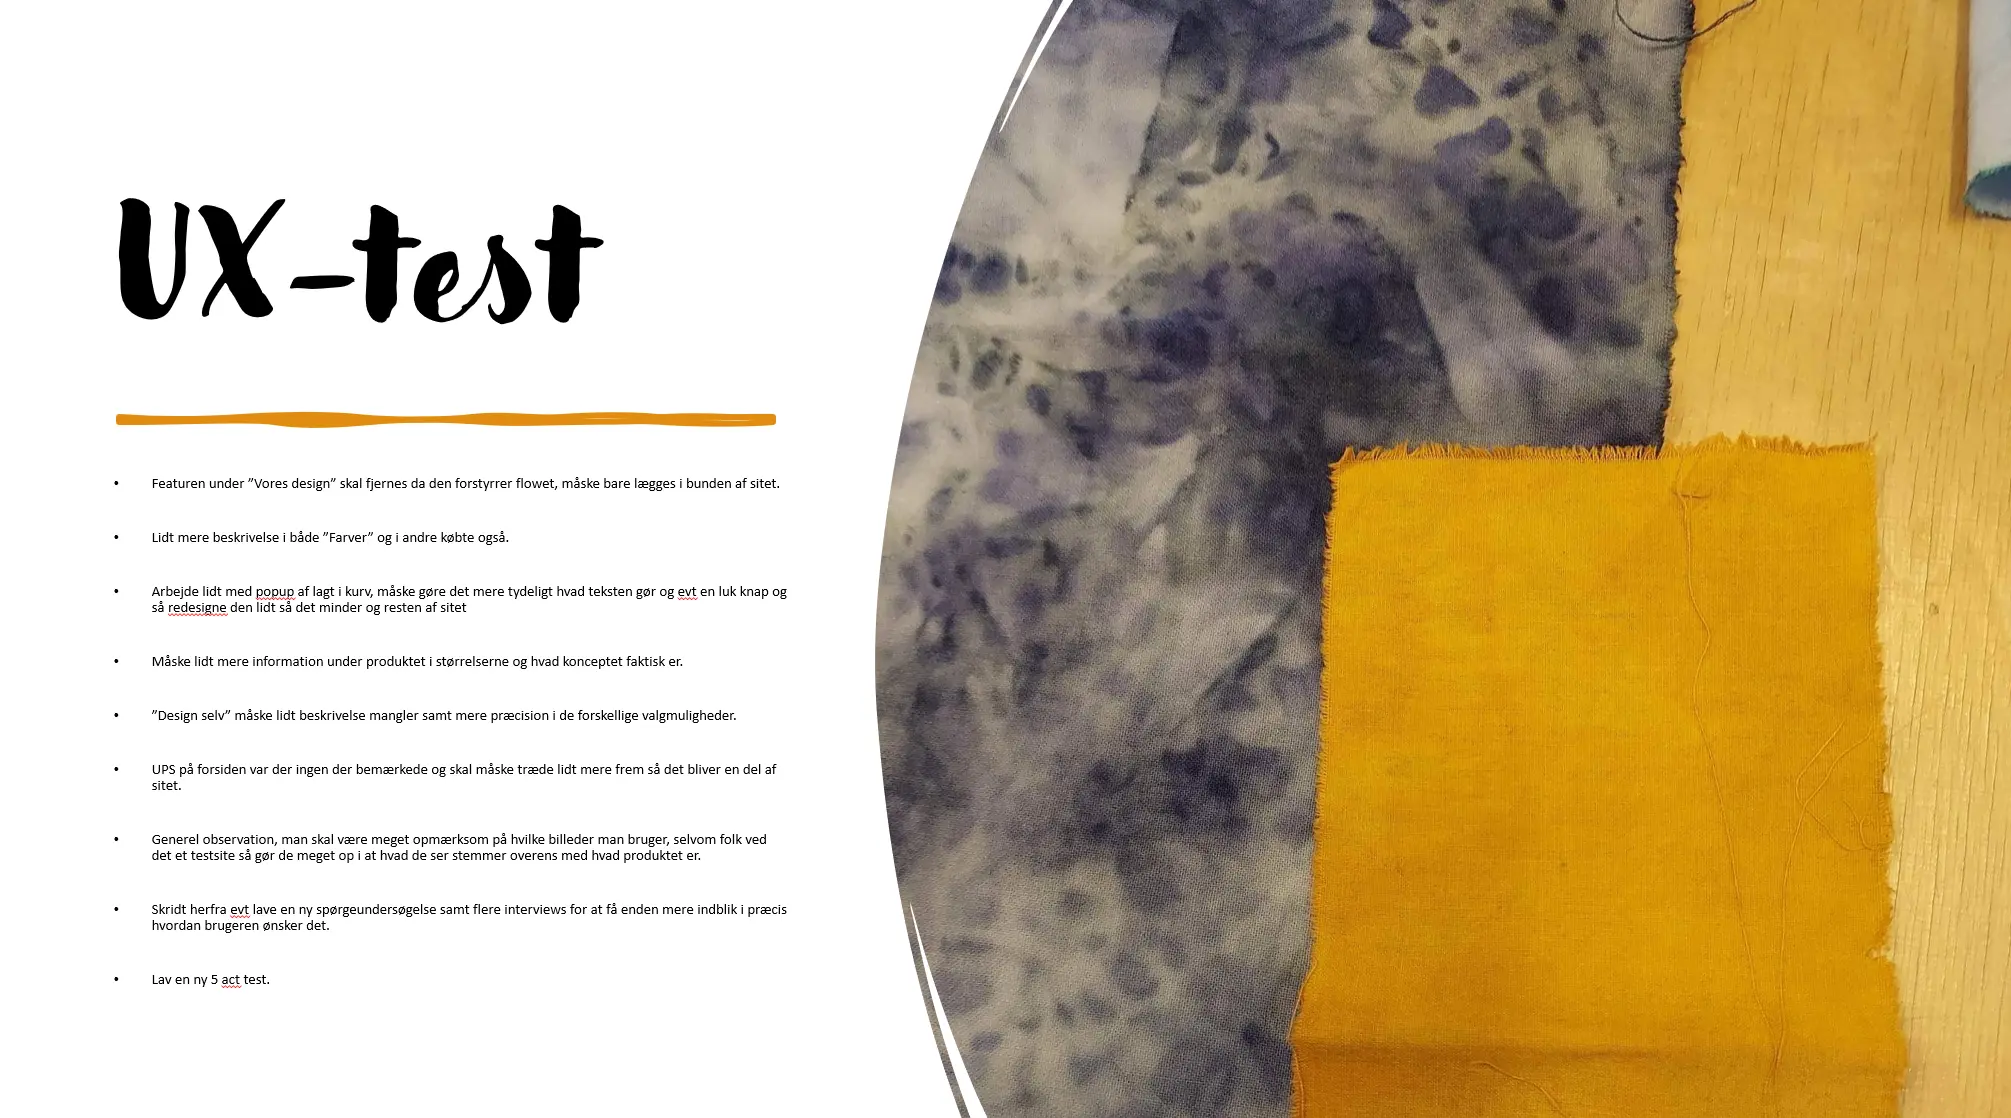 UX-test
• Featuren under ”Vores design” skal fjernes da den forstyrrer flowet, måske bare lægges i bunden af sitet.
• Lidt mere beskrivelse i både ”Farver” og i andre købte også.
• Arbejde lidt med popup af lagt i kurv, måske gøre det mere tydeligt hvad teksten gør og evt en luk knap og
så redesigne den lidt så det minder og resten af sitet
• Måske lidt mere information under produktet i størrelserne og hvad konceptet faktisk er.
• ”Design selv” måske lidt beskrivelse mangler samt mere præcision i de forskellige valgmuligheder.
• UPS på forsiden var der ingen der bemærkede og skal måske træde lidt mere frem så det bliver en del af
sitet.
• Generel observation, man skal være meget opmærksom på hvilke billeder man bruger, selvom folk ved
det et testsite så gør de meget op i at hvad de ser stemmer overens med hvad produktet er.
• Skridt herfra evt lave en ny spørgeundersøgelse samt flere interviews for at få enden mere indblik i præcis
hvordan brugeren ønsker det.
• Lav en ny 5 act test.